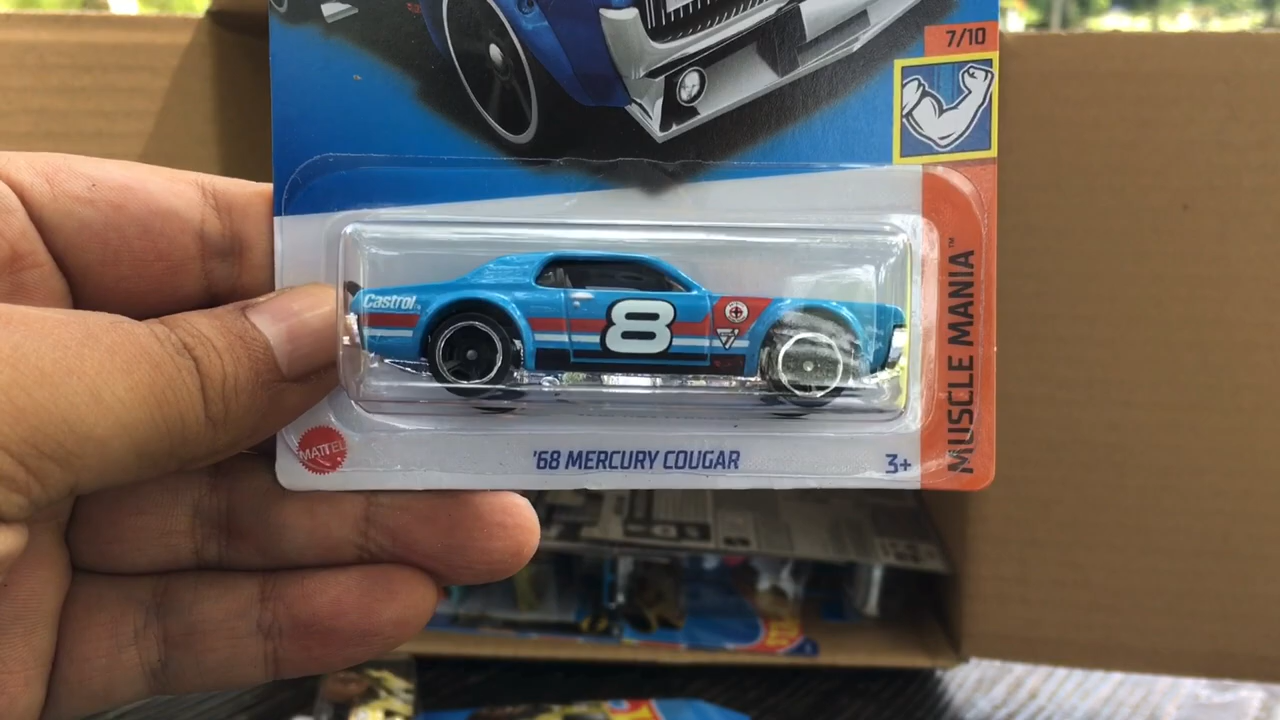 7/10
Castrol
8
MATTEL
'68 MERCURY COUGAR
3+
MUSCLE MANIA™